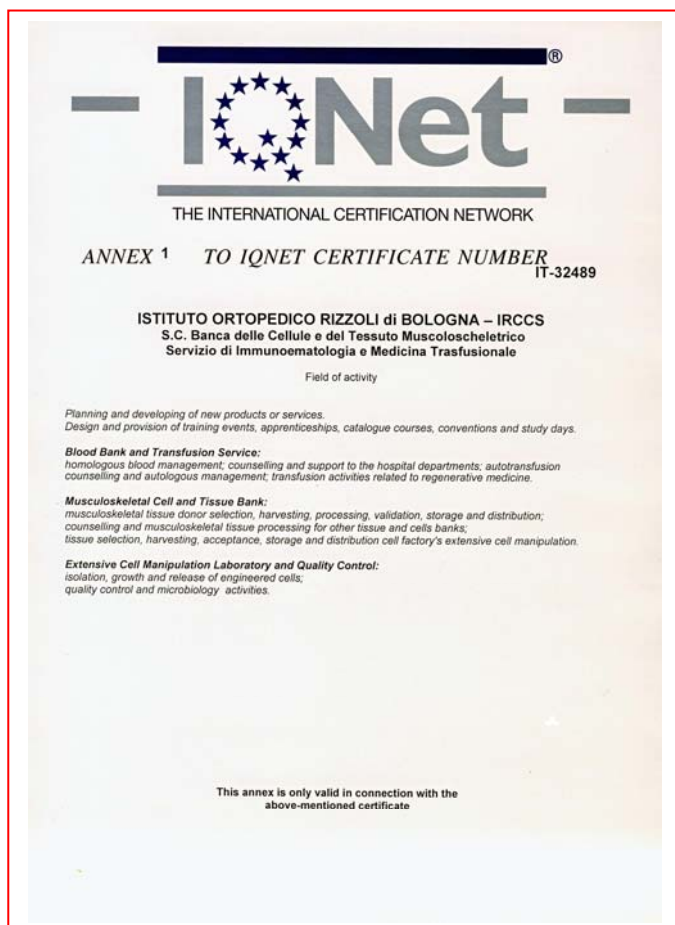 IQNet®
THE INTERNATIONAL CERTIFICATION NETWORK
ANNEX 1 TO IQNET CERTIFICATE NUMBER
IT-32489
ISTITUTO ORTOPEDICO RIZZOLI di BOLOGNA – IRCCS
S.C. Banca delle Cellule e del Tessuto Muscoloscheletrico
Servizio di Immunoematologia e Medicina Trasfusionale
Field of activity
Planning and developing of new products or services.
Design and provision of training events, apprenticeships, catalogue courses, conventions and study days.
Blood Bank and Transfusion Service:
homologous blood management; counselling and support to the hospital departments; autotransfusion
counselling and autologous management; transfusion activities related to regenerative medicine.
Musculoskeletal Cell and Tissue Bank:
musculoskeletal tissue donor selection, harvesting, processing, validation, storage and distribution;
counselling and musculoskeletal tissue processing for other tissue and cells banks;
tissue selection, harvesting, acceptance, storage and distribution cell factory's extensive cell manipulation.
Extensive Cell Manipulation Laboratory and Quality Control:
isolation, growth and release of engineered cells;
quality control and microbiology activities.
This annex is only valid in connection with the
above-mentioned certificate